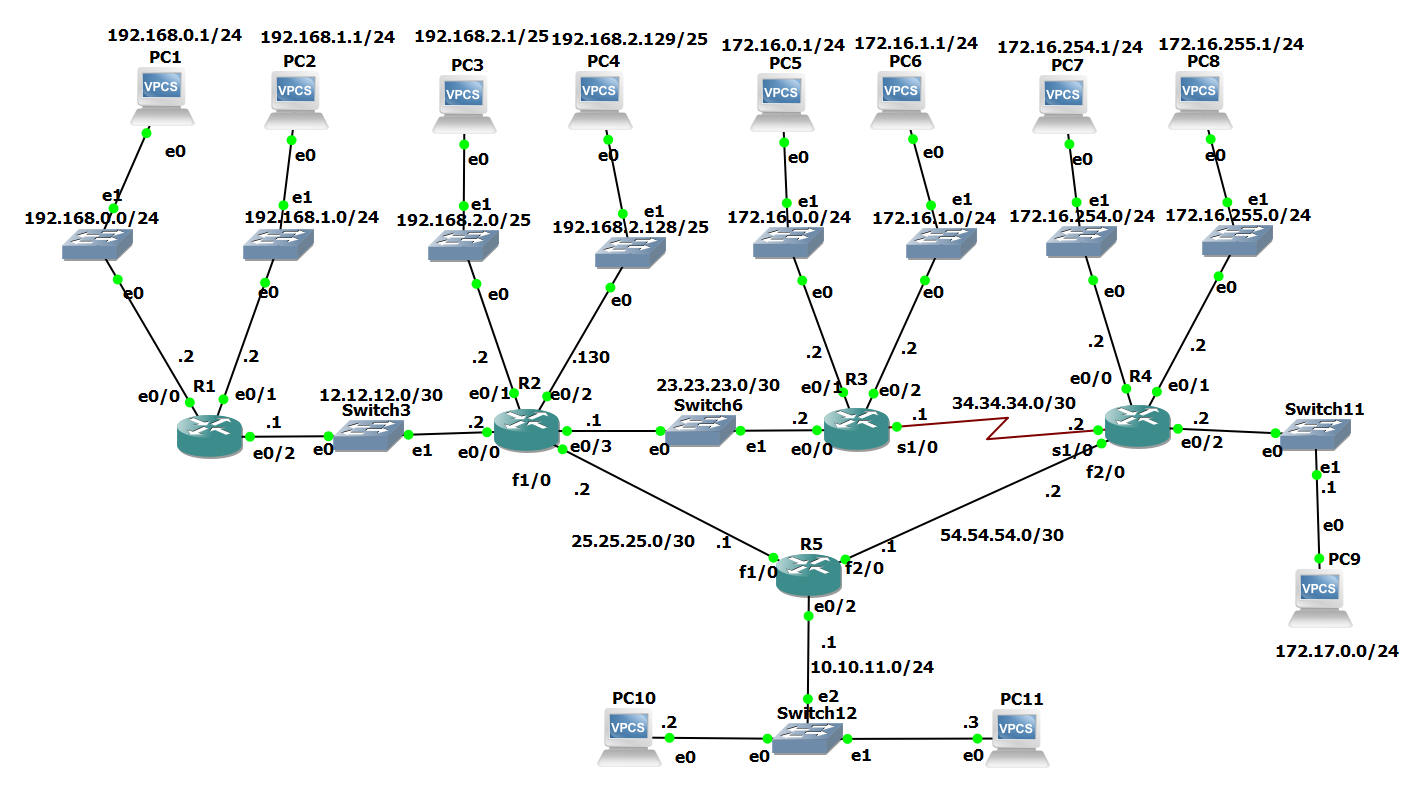 192.168.0.1/24
192.168.1.1/24
192.168.2.1/25
192.168.2.129/25
172.16.0.1/24
172.16.1.1/24
172.16.254.1/24
172.16.255.1/24
PC1
PC2
PC3
PC4
PC5
PC6
PC7
PC8
VPCS
VPCS
VPCS
VPCS
VPCS
VPCS
VPCS
VPCS
e0
e0
e0
e0
e0
e0
e0
e0
e1
e1
e1
e1
e1
e1
e1
e1
192.168.0.0/24
192.168.1.0/24
192.168.2.0/25
192.168.2.128/25
172.16.0.0/24
172.16.1.0/24
172.16.254.0/24
172.16.255.0/24
e0
e0
e0
e0
e0
e0
e0
e0
.2
.2
.2
.130
.2
.2
.2
.2
R1
R2
R3
R4
e0/0
e0/1
e0/1
e0/2
e0/1
e0/2
e0/0
e0/1
12.12.12.0/30
Switch3
23.23.23.0/30
Switch6
34.34.34.0/30
Switch11
.1
.2
.1
.2
.1
.2
.2
e0/2
e0
e1
e0/0
e0/3
e0
e1
e0/0
s1/0
s1/0
e0/2
e0
f1/0
f2/0
e1
.2
.2
.1
e0
25.25.25.0/30
.1
R5
.1
54.54.54.0/30
f1/0
f2/0
PC9
VPCS
e0/2
.1
172.17.0.0/24
10.10.11.0/24
e2
PC10
Switch12
PC11
VPCS
.2
.3
VPCS
e0
e0
e1
e0